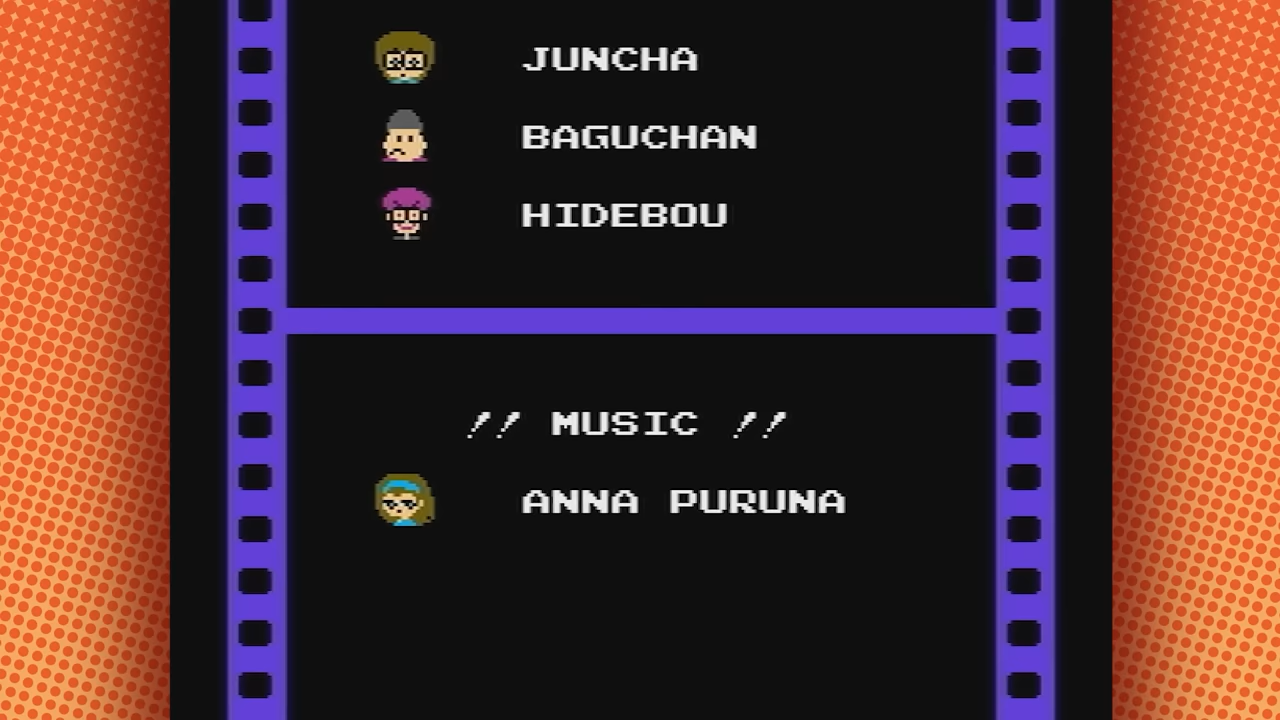 JUNCHA
BAGUCHAN
HIDEBOU
!! MUSIC !!
ANNA PURUNA